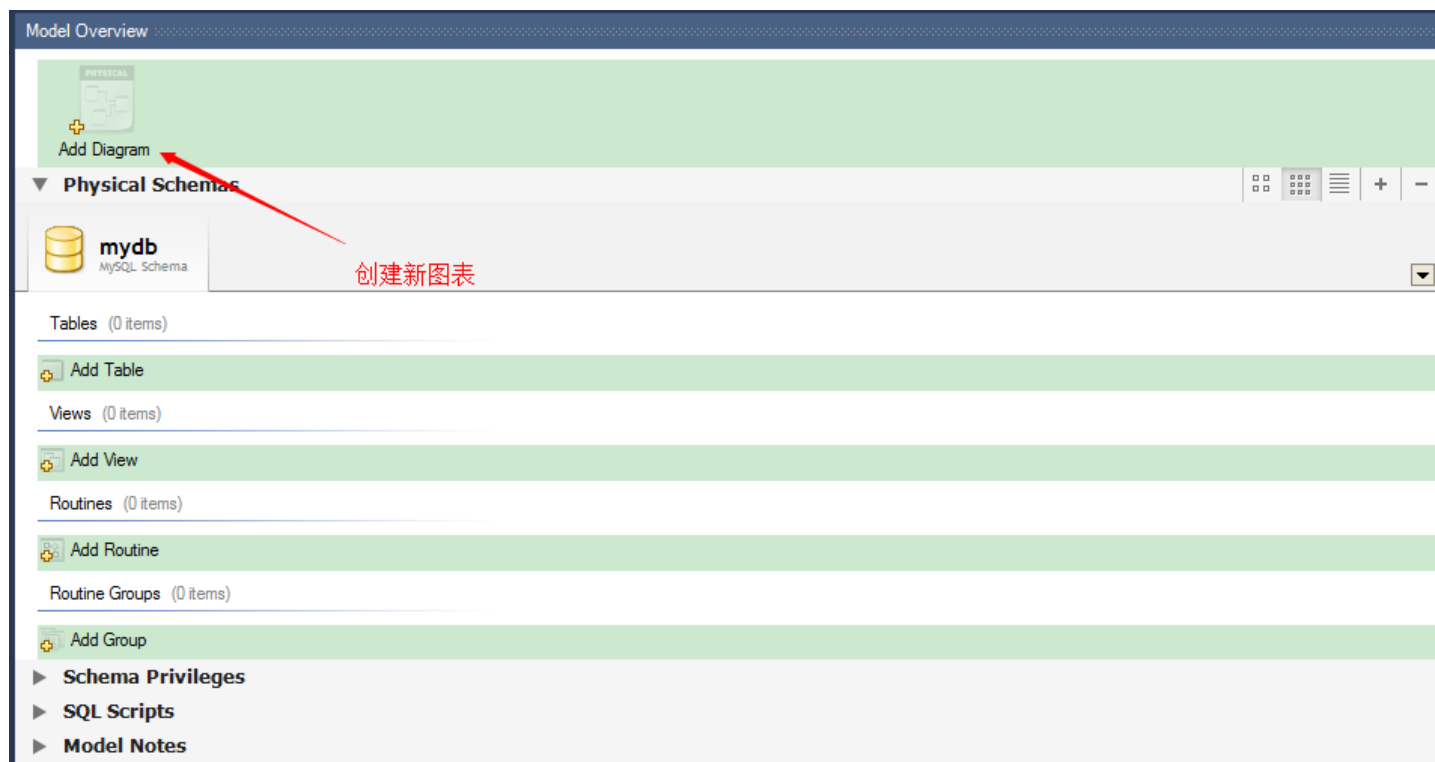 Model Overview
PHYSICAL
Add Diagram
Physical Schemas
mydb
MySQL Schema
创建新图表
Tables (0 items)
Add Table
Views (0 items)
Add View
Routines (0 items)
Add Routine
Routine Groups (0 items)
Add Group
Schema Privileges
SQL Scripts
Model Notes